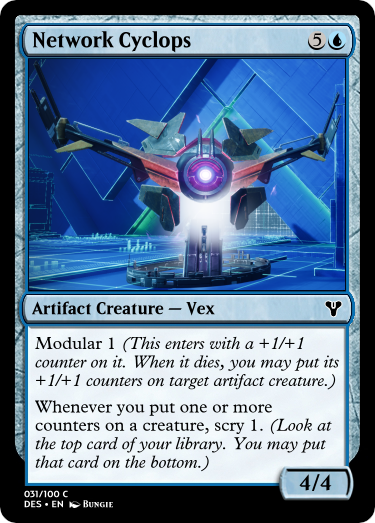 Network Cyclops 5
Artifact Creature — Vex
Modular 1 (This enters with a +1/+1
counter on it. When it dies, you may put its
+1/+1 counters on target artifact creature.)
Whenever you put one or more
counters on a creature, scry 1. (Look at
the top card of your library. You may put
that card on the bottom.)
4/4
031/100 C
DES • EN Bungie